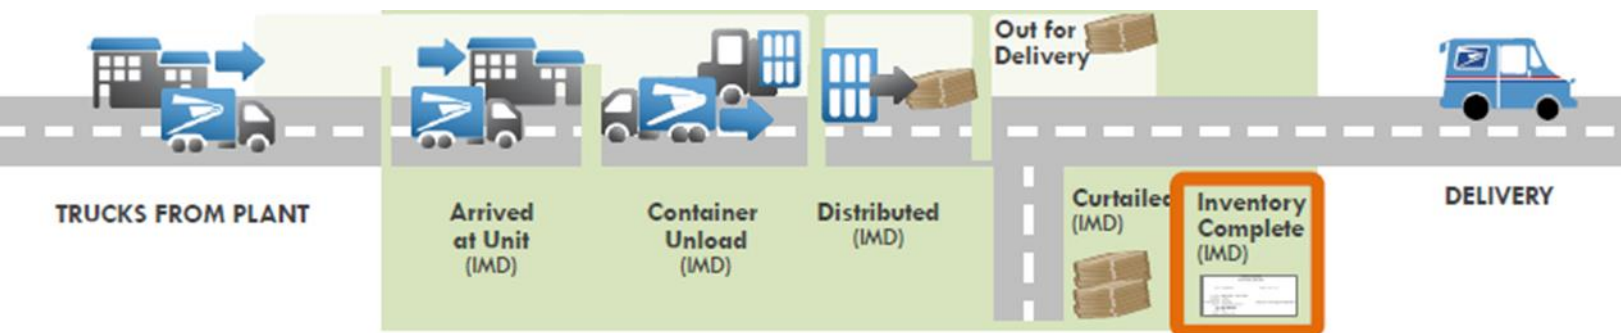 Out for
Delivery
TRUCKS FROM PLANT
Arrived
at Unit
(IMD)
Container
Unload
(IMD)
Distributed
(IMD)
Curtailed
(IMD)
Inventory
Complete
(IMD)
DELIVERY